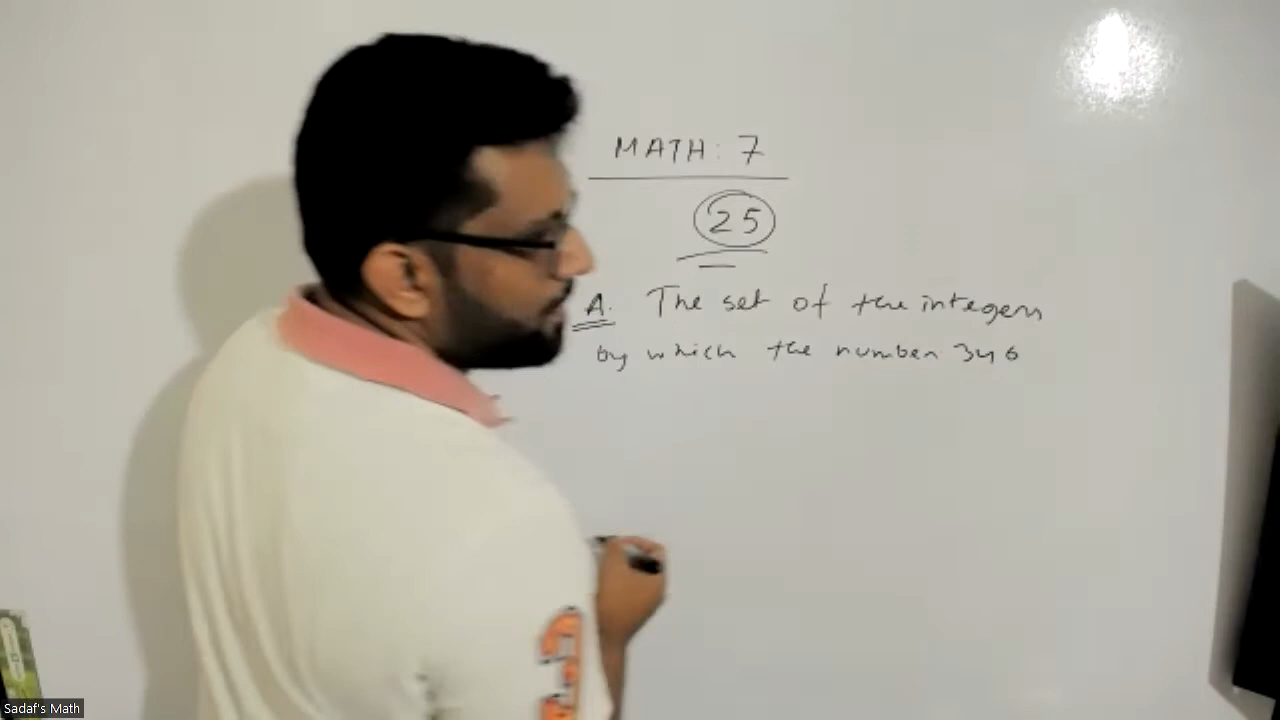 MATH: 7
25
A. The set of the integers
by which the number 346
Sadaf's Math